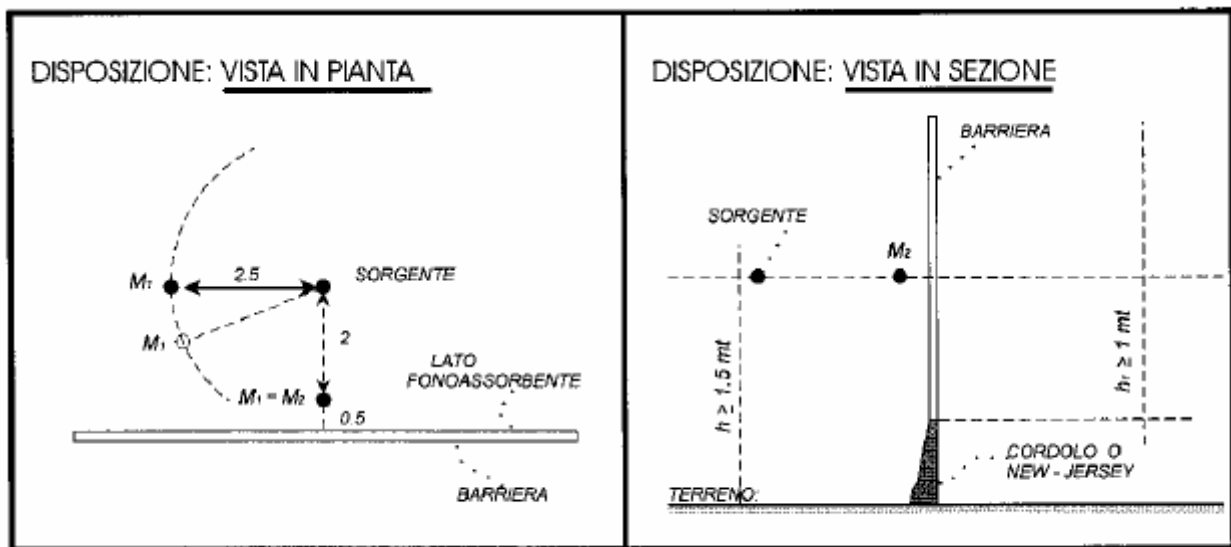 DISPOSIZIONE: VISTA IN PIANTA
M₁
2.5
SORGENTE
M₁
2
LATO
FONOASSORBENTE
M₁ = M₂
0.5
BARRIERA
DISPOSIZIONE: VISTA IN SEZIONE
BARRIERA
SORGENTE
M₂
h ≥ 1.5 mt
h₁ ≥ 1 mt
CORDOLO O
NEW - JERSEY
TERRENO: